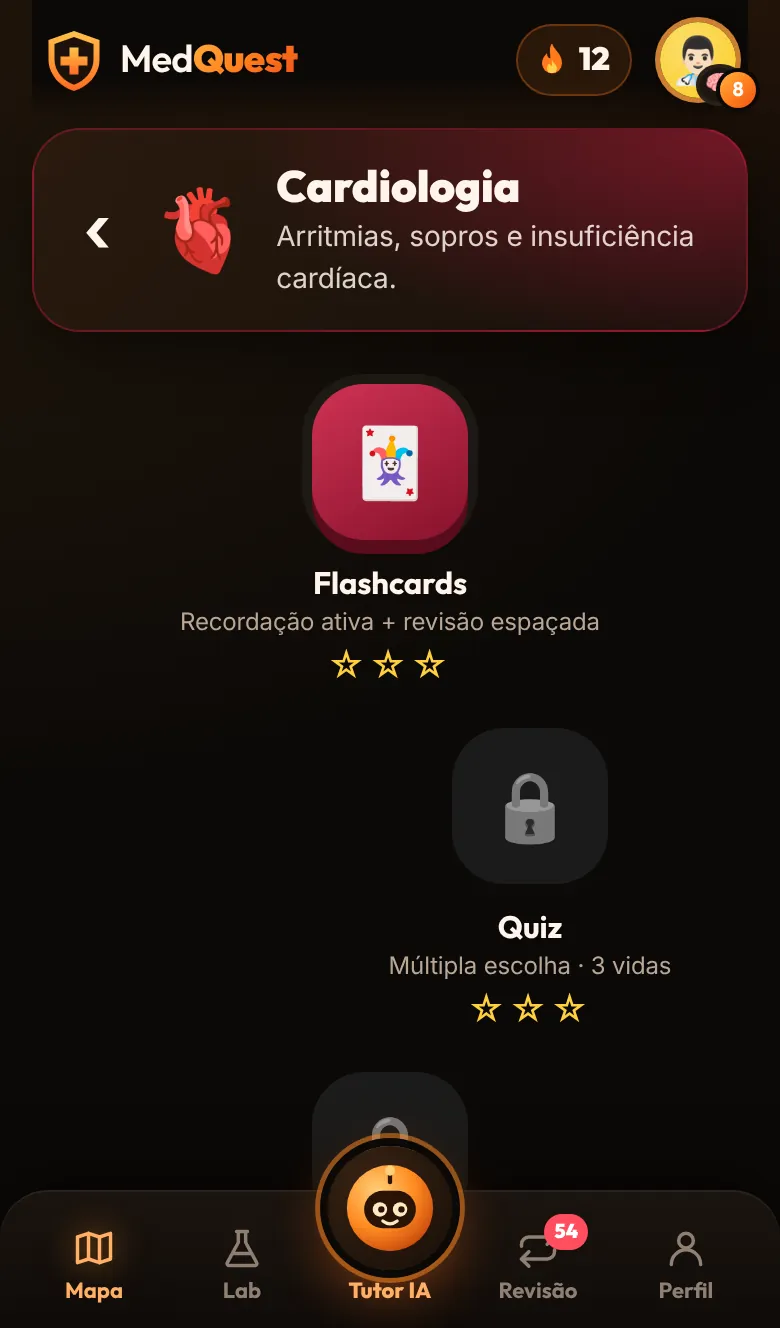 MedQuest
12
8
Cardiologia
Arritmias, sopros e insuficiência
cardíaca.
Flashcards
Recordação ativa + revisão espaçada
Quiz
Múltipla escolha · 3 vidas
54
Mapa
Lab
Tutor IA
Revisão
Perfil